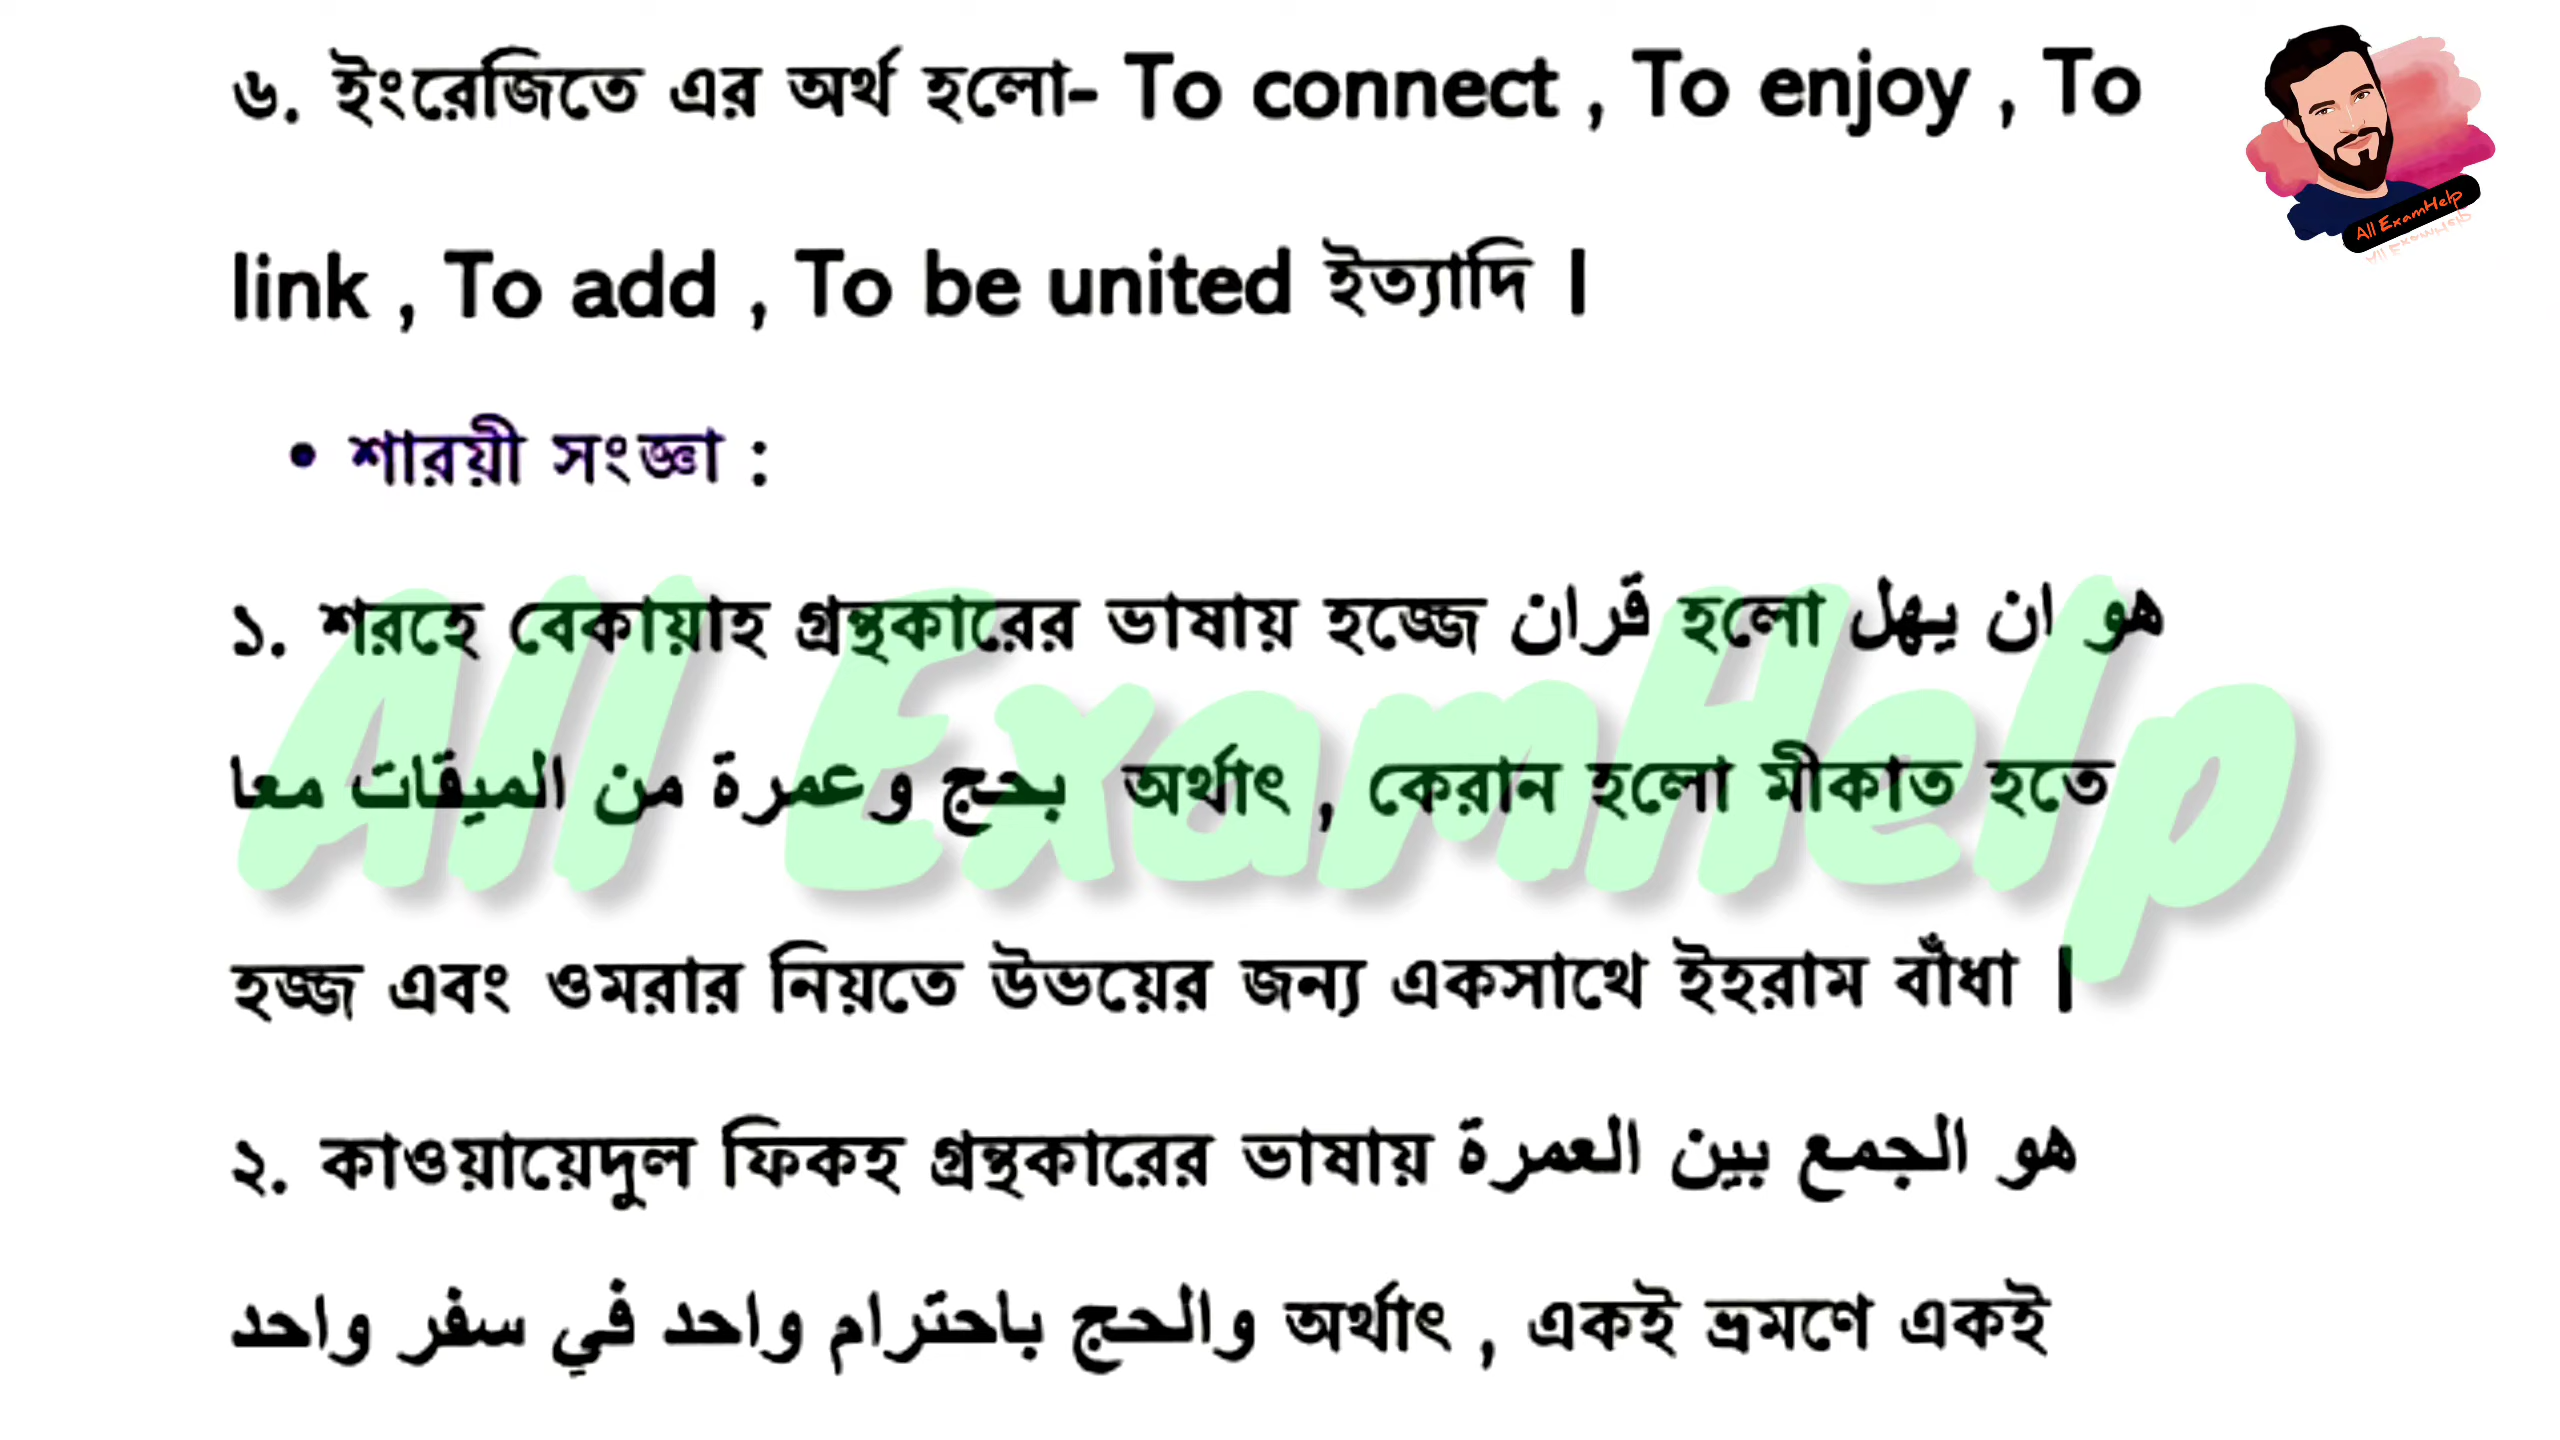 ৬. ইংরেজিতে এর অর্থ হলো- To connect , To enjoy , To
link , To add , To be united ইত্যাদি ।
• শারয়ী সংজ্ঞা :
১. শরহে বেকায়াহ গ্রন্থকারের ভাষায় হজ্জে قران হলো هو ان يهل
بحج وعمرة من الميقات معا অর্থাৎ , কেরান হলো মীকাত হতে
হজ্জ এবং ওমরার নিয়তে উভয়ের জন্য একসাথে ইহরাম বাঁধা ।
২. কাওয়ায়েদুল ফিকহ গ্রন্থকারের ভাষায় هو الجمع بين العمرة
والحج باحترام واحد في سفر واحد অর্থাৎ , একই ভ্রমণে একই
All ExamHelp
All ExamHelp